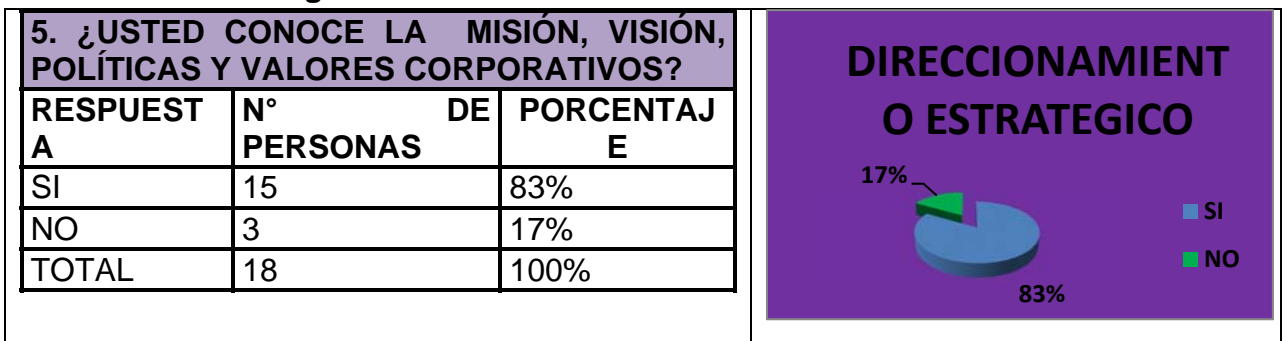 5. ¿USTED CONOCE LA MISIÓN, VISIÓN,
POLÍTICAS Y VALORES CORPORATIVOS?
RESPUEST
A
N° DE
PERSONAS
PORCENTAJ
E
SI 15 83%
NO 3 17%
TOTAL 18 100%
DIRECCIONAMIENT
O ESTRATEGICO
17%
83%
SI
NO